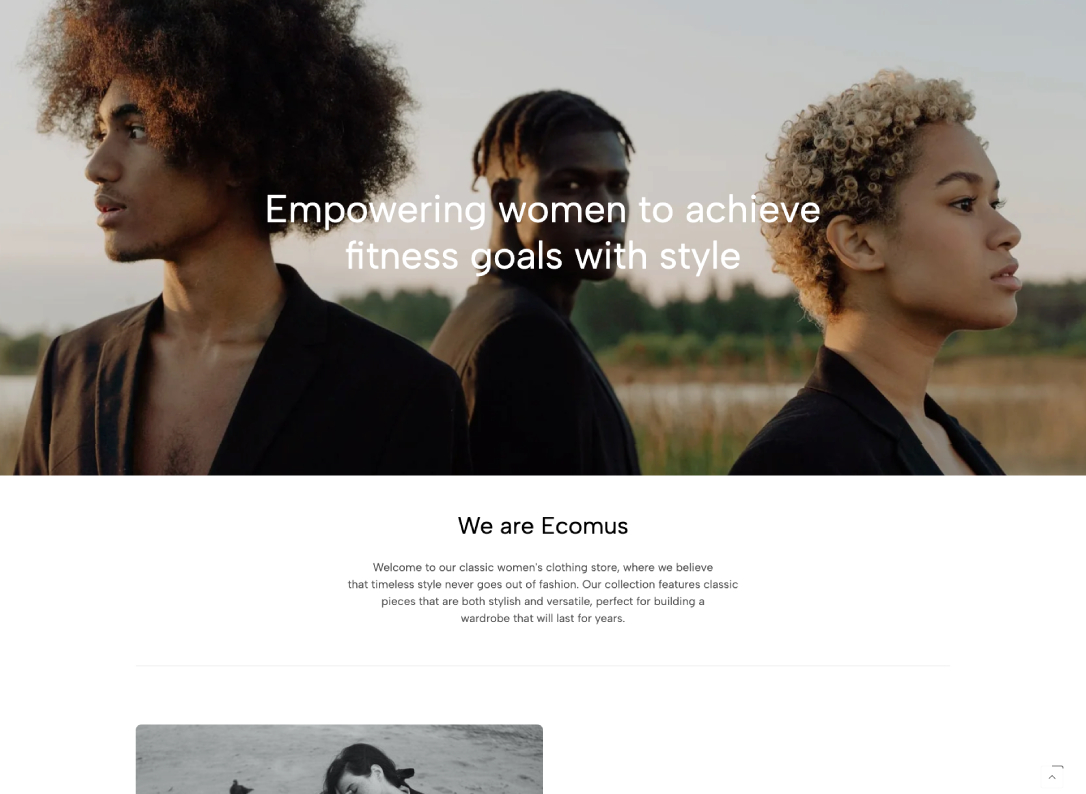 Empowering women to achieve
fitness goals with style
We are Ecomus
Welcome to our classic women's clothing store, where we believe
that timeless style never goes out of fashion. Our collection features classic
pieces that are both stylish and versatile, perfect for building a
wardrobe that will last for years.